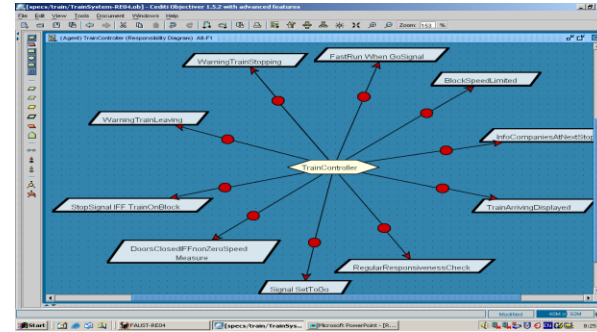 [specs/train/TrainSystem-RE04.ob] - CediTI Objectiver 1.5.2 with advanced features
File Edit View Document Windows Help
Zoom: 153 %
(Agent) TrainController (Responsibility Diagram) All-F1
WarningTrainStopping
FastRun When GoSignal
BlockSpeedLimited
WarningTrainLeaving
InfoCompaniesAtNextStop
TrainController
StopSignal IFF TrainOnBlock
TrainArrivingDisplayed
DoorsClosedIFFnonZeroSpeed
Measure
RegularResponsivenessCheck
Signal SetToGo
Modified
Start
FAUST-RE04
[specs/train/TrainSys...
Microsoft PowerPoint - [R...